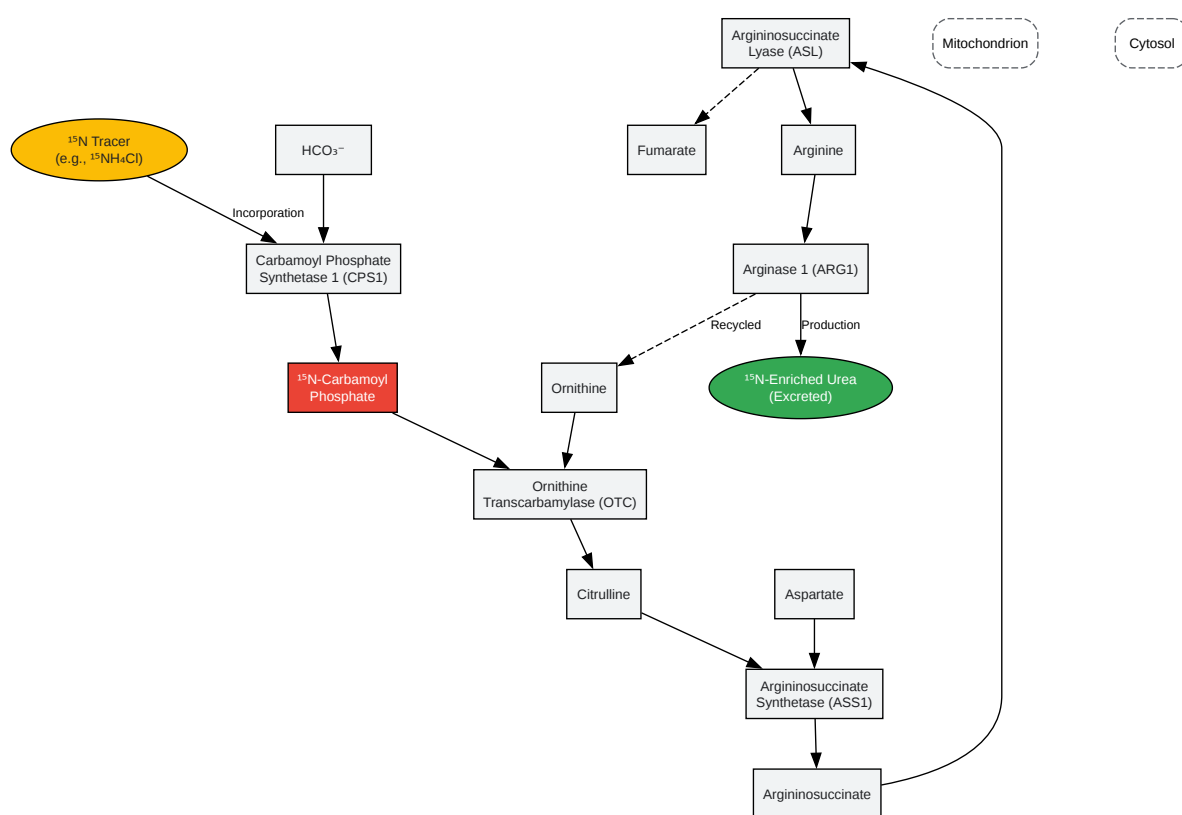 Argininosuccinate
Lyase (ASL)
Mitochondrion
Cytosol
¹⁵N Tracer
(e.g., ¹⁵NH₄Cl)
HCO₃⁻
Fumarate
Arginine
Incorporation
Carbamoyl Phosphate
Synthetase 1 (CPS1)
Arginase 1 (ARG1)
Recycled
Production
¹⁵N-Carbamoyl
Phosphate
Ornithine
¹⁵N-Enriched Urea
(Excreted)
Ornithine
Transcarbamylase (OTC)
Citrulline
Aspartate
Argininosuccinate
Synthetase (ASS1)
Argininosuccinate